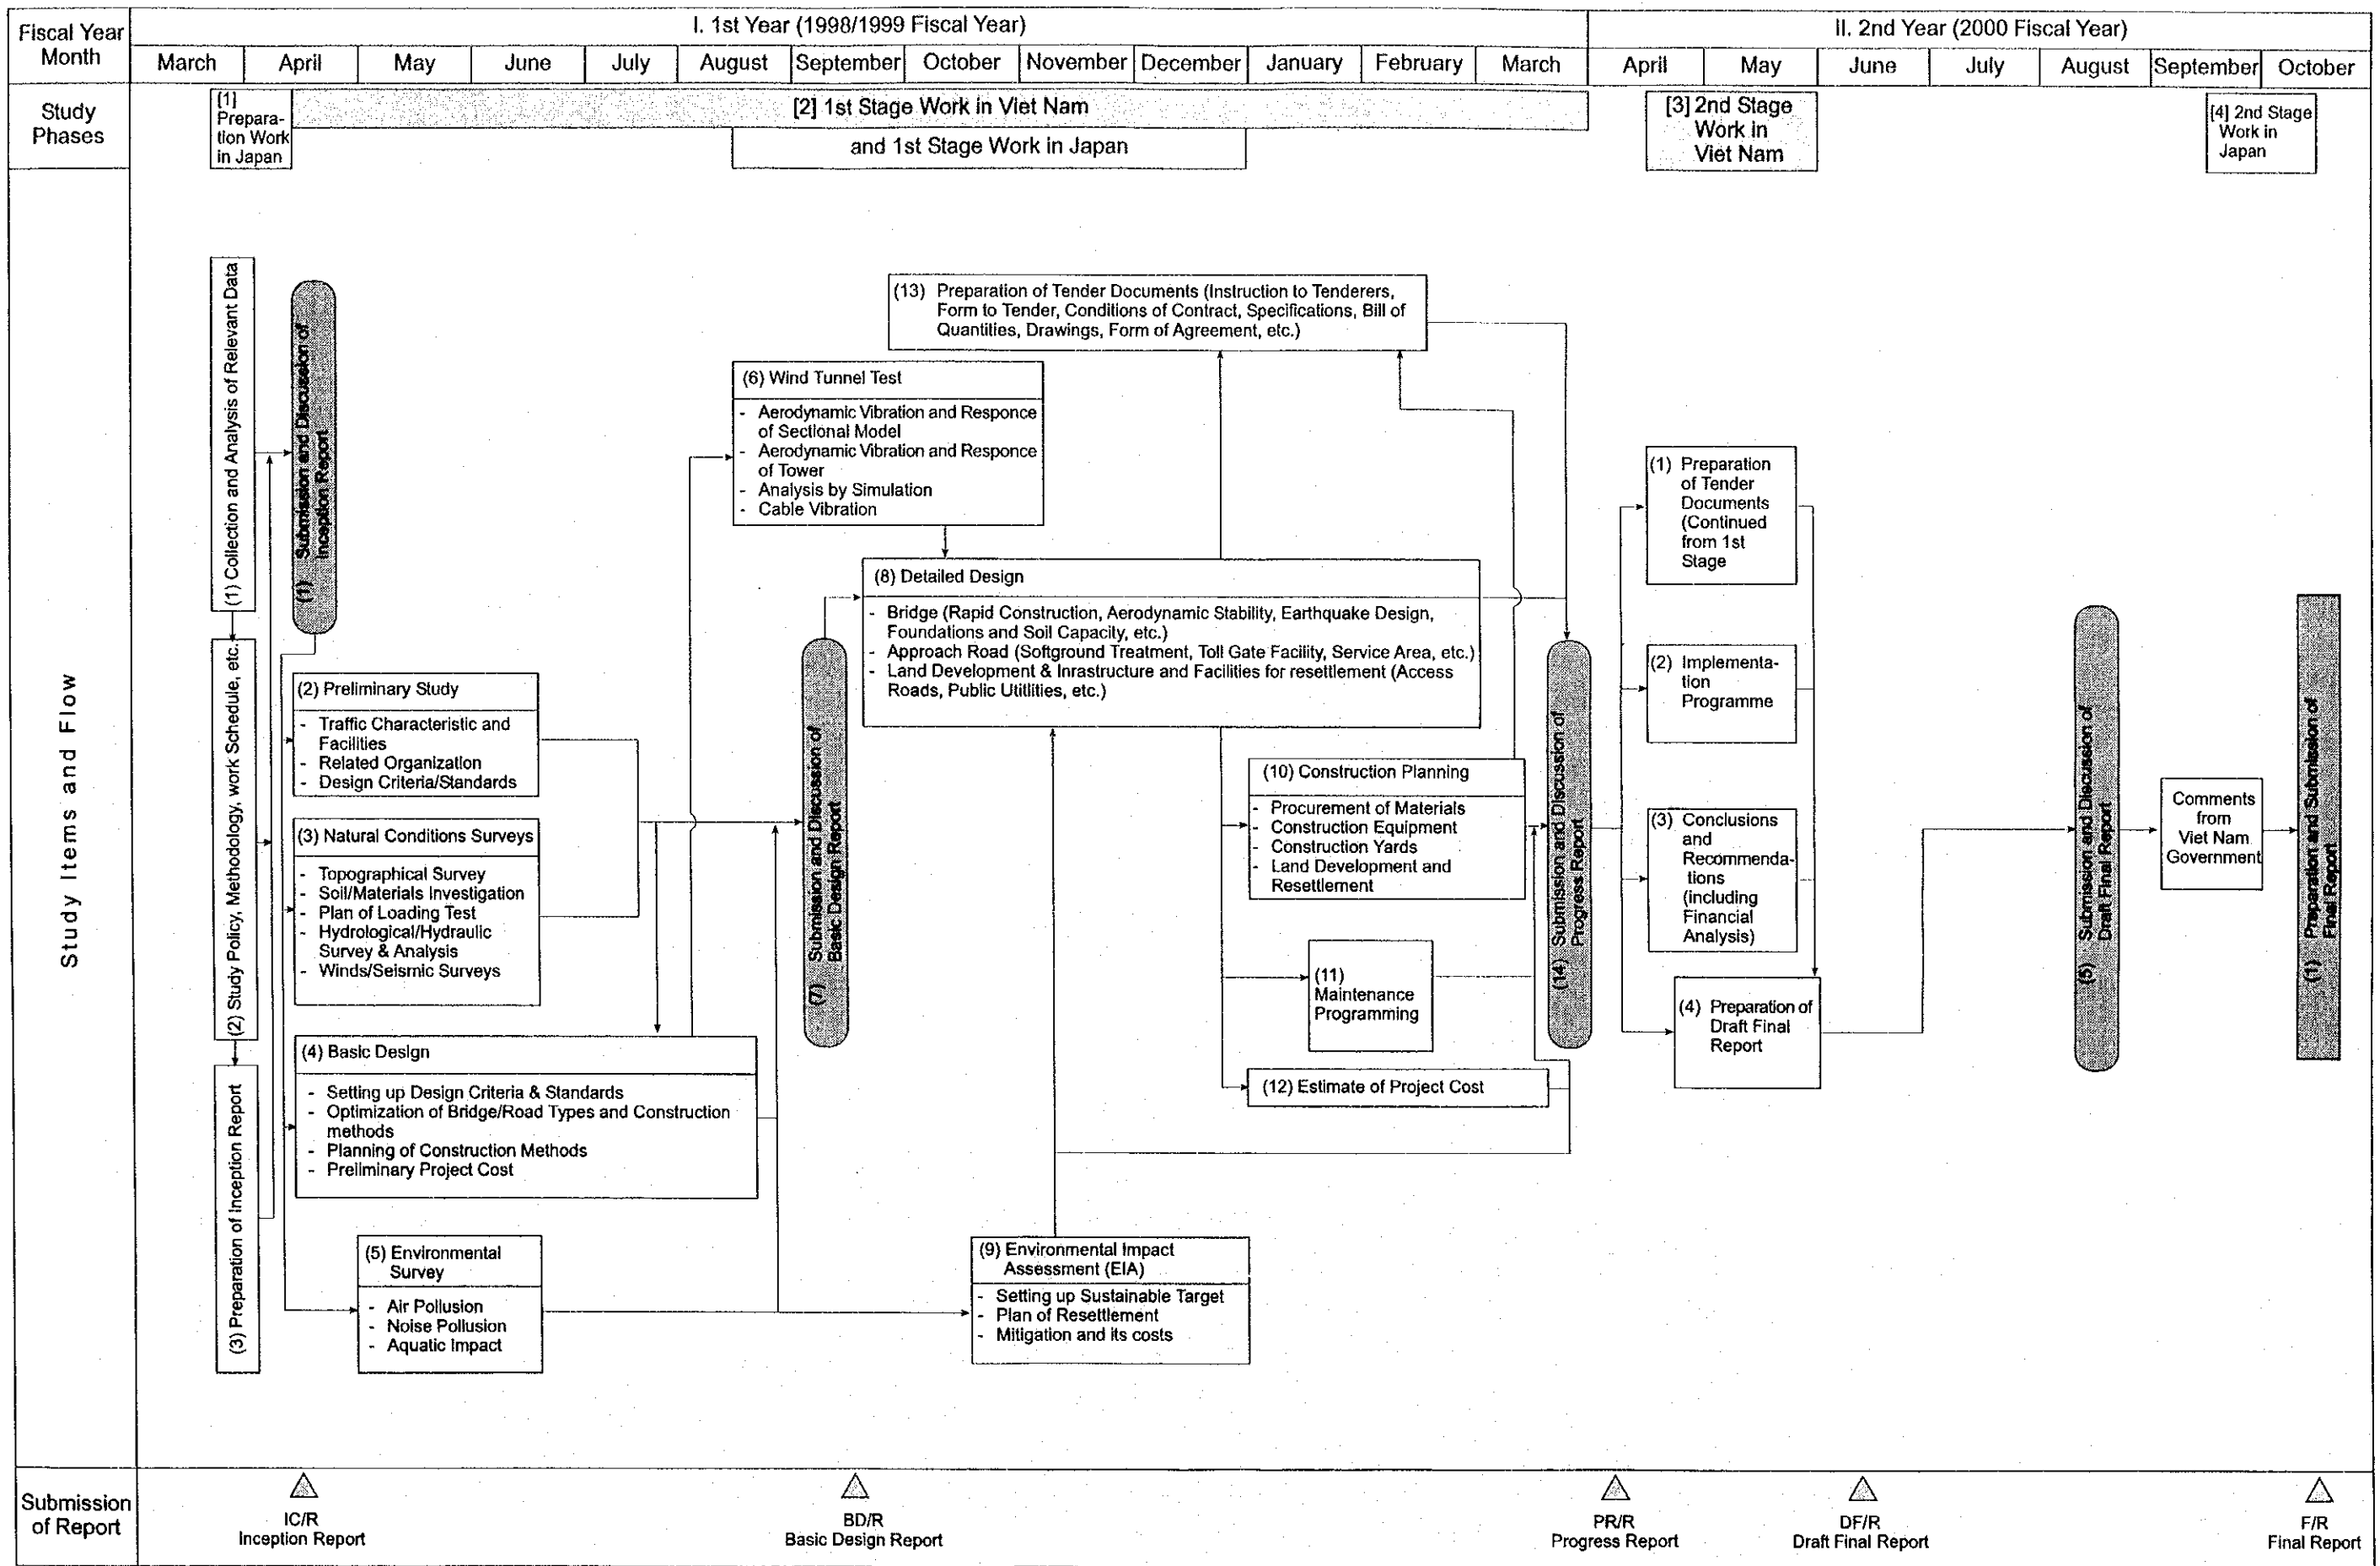 Fiscal Year
Month
I. 1st Year (1998/1999 Fiscal Year)
II. 2nd Year (2000 Fiscal Year)
March
April
May
June
July
August
September
October
November
December
January
February
March
April
May
June
July
August
September
October
Study
Phases
[1]
Prepara-
tion Work
in Japan
[2] 1st Stage Work in Viet Nam
and 1st Stage Work in Japan
[3] 2nd Stage
Work in
Viet Nam
[4] 2nd Stage
Work in
Japan
Study Items and Flow
(1) Collection and Analysis of Relevant Data
(2) Study Policy, Methodology, work Schedule, etc.
(3) Preparation of Inception Report
(1) Submission and Discussion of
Inception Report
(2) Preliminary Study
- Traffic Characteristic and
Facilities
- Related Organization
- Design Criteria/Standards
(3) Natural Conditions Surveys
- Topographical Survey
- Soil/Materials Investigation
- Plan of Loading Test
- Hydrological/Hydraulic
Survey & Analysis
- Winds/Seismic Surveys
(4) Basic Design
- Setting up Design Criteria & Standards
- Optimization of Bridge/Road Types and Construction
methods
- Planning of Construction Methods
- Preliminary Project Cost
(5) Environmental
Survey
- Air Pollusion
- Noise Pollusion
- Aquatic Impact
(6) Wind Tunnel Test
- Aerodynamic Vibration and Responce
of Sectional Model
- Aerodynamic Vibration and Responce
of Tower
- Analysis by Simulation
- Cable Vibration
(7) Submission and Discussion of
Basic Design Report
(13) Preparation of Tender Documents (Instruction to Tenderers,
Form to Tender, Conditions of Contract, Specifications, Bill of
Quantities, Drawings, Form of Agreement, etc.)
(8) Detailed Design
- Bridge (Rapid Construction, Aerodynamic Stability, Earthquake Design,
Foundations and Soil Capacity, etc.)
- Approach Road (Softground Treatment, Toll Gate Facility, Service Area, etc.)
- Land Development & Inrastructure and Facilities for resettlement (Access
Roads, Public Utitlities, etc.)
(9) Environmental Impact
Assessment (EIA)
- Setting up Sustainable Target
- Plan of Resettlement
- Mitigation and its costs
(10) Construction Planning
- Procurement of Materials
- Construction Equipment
- Construction Yards
- Land Development and
Resettlement
(11)
Maintenance
Programming
(12) Estimate of Project Cost
(14) Submission and Discussion of
Progress Report
(1) Preparation
of Tender
Documents
(Continued
from 1st
Stage
(2) Implementa-
tion
Programme
(3) Conclusions
and
Recommenda-
tions
(including
Financial
Analysis)
(4) Preparation of
Draft Final
Report
(5) Submission and Discussion of
Draft Final Report
Comments
from
Viet Nam
Government
(1) Preparation and Submission of
Final Report
Submission
of Report
IC/R
Inception Report
BD/R
Basic Design Report
PR/R
Progress Report
DF/R
Draft Final Report
F/R
Final Report